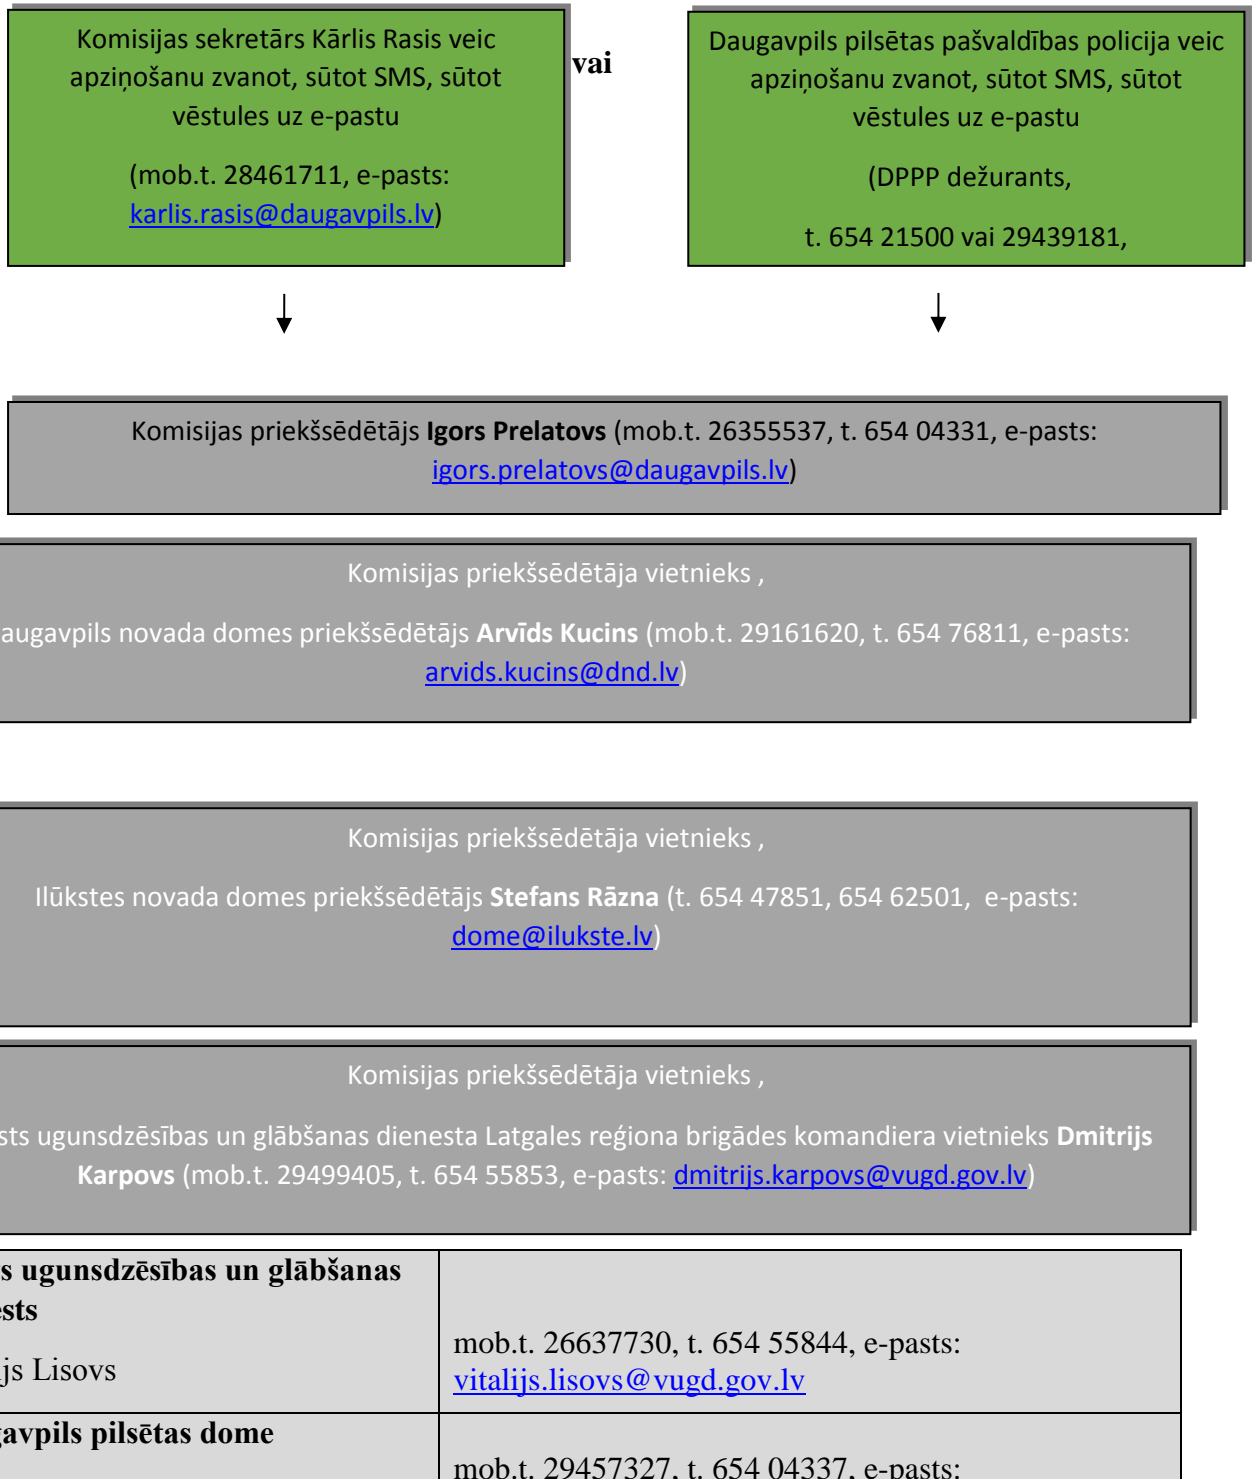 Komisijas sekretārs Kārlis Rasis veic
apziņošanu zvanot, sūtot SMS, sūtot
vēstules uz e-pastu
(mob.t. 28461711, e-pasts:
karlis.rasis@daugavpils.lv)
vai
Daugavpils pilsētas pašvaldības policija veic
apziņošanu zvanot, sūtot SMS, sūtot
vēstules uz e-pastu
(DPPP dežurants,
t. 654 21500 vai 29439181,
Komisijas priekšsēdētājs Igors Prelatovs (mob.t. 26355537, t. 654 04331, e-pasts:
igors.prelatovs@daugavpils.lv)
Komisijas priekšsēdētāja vietnieks ,
augavpils novada domes priekšsēdētājs Arvīds Kucins (mob.t. 29161620, t. 654 76811, e-pasts:
arvids.kucins@dnd.lv)
Komisijas priekšsēdētāja vietnieks ,
Ilūkstes novada domes priekšsēdētājs Stefans Rāzna (t. 654 47851, 654 62501, e-pasts:
dome@ilukste.lv)
Komisijas priekšsēdētāja vietnieks ,
sts ugunsdzēsības un glābšanas dienesta Latgales reģiona brigādes komandiera vietnieks Dmitrijs
Karpovs (mob.t. 29499405, t. 654 55853, e-pasts: dmitrijs.karpovs@vugd.gov.lv)
s ugunsdzēsības un glābšanas
ests
js Lisovs
mob.t. 26637730, t. 654 55844, e-pasts:
vitalijs.lisovs@vugd.gov.lv
gavpils pilsētas dome
mob.t. 29457327, t. 654 04337, e-pasts: